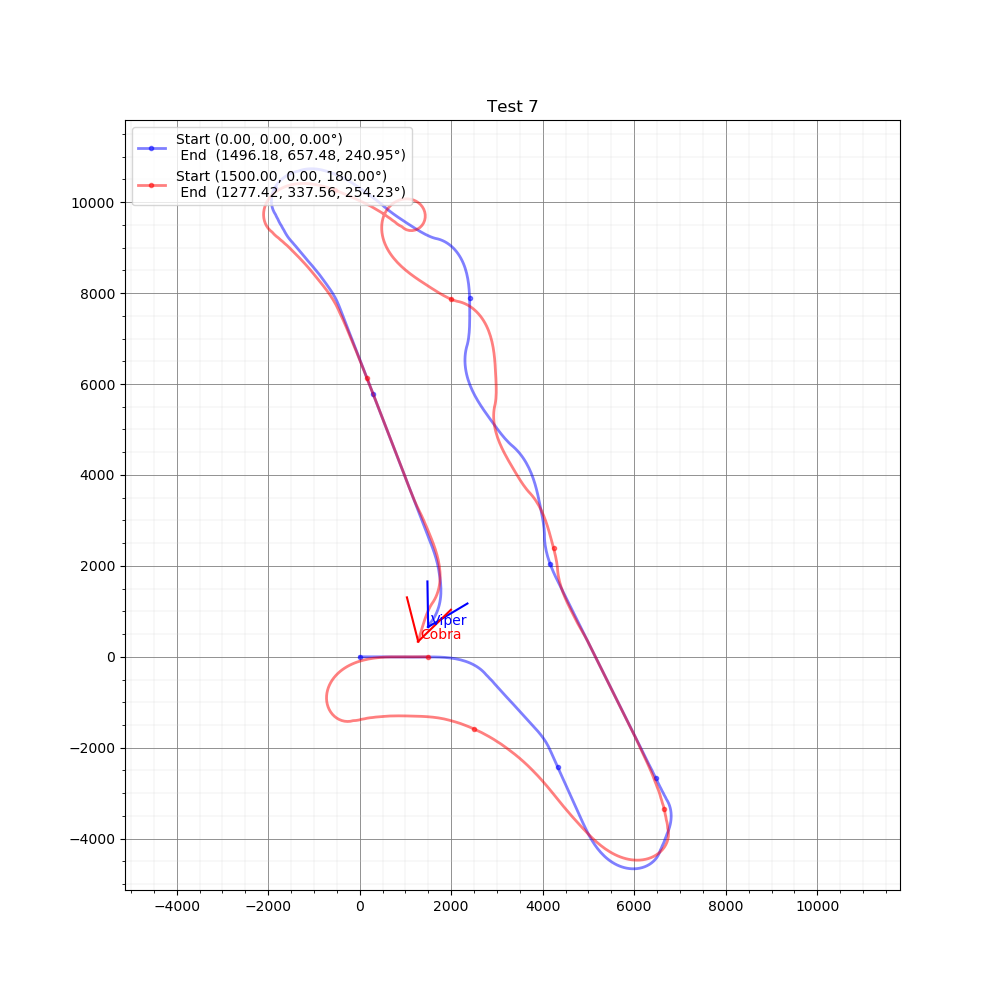 Test 7
Start (0.00, 0.00, 0.00°)
End  (1496.18, 657.48, 240.95°)
Start (1500.00, 0.00, 180.00°)
End  (1277.42, 337.56, 254.23°)
10000
8000
6000
4000
2000
0
−2000
−4000
Viper
Cobra
−4000 −2000 0 2000 4000 6000 8000 10000